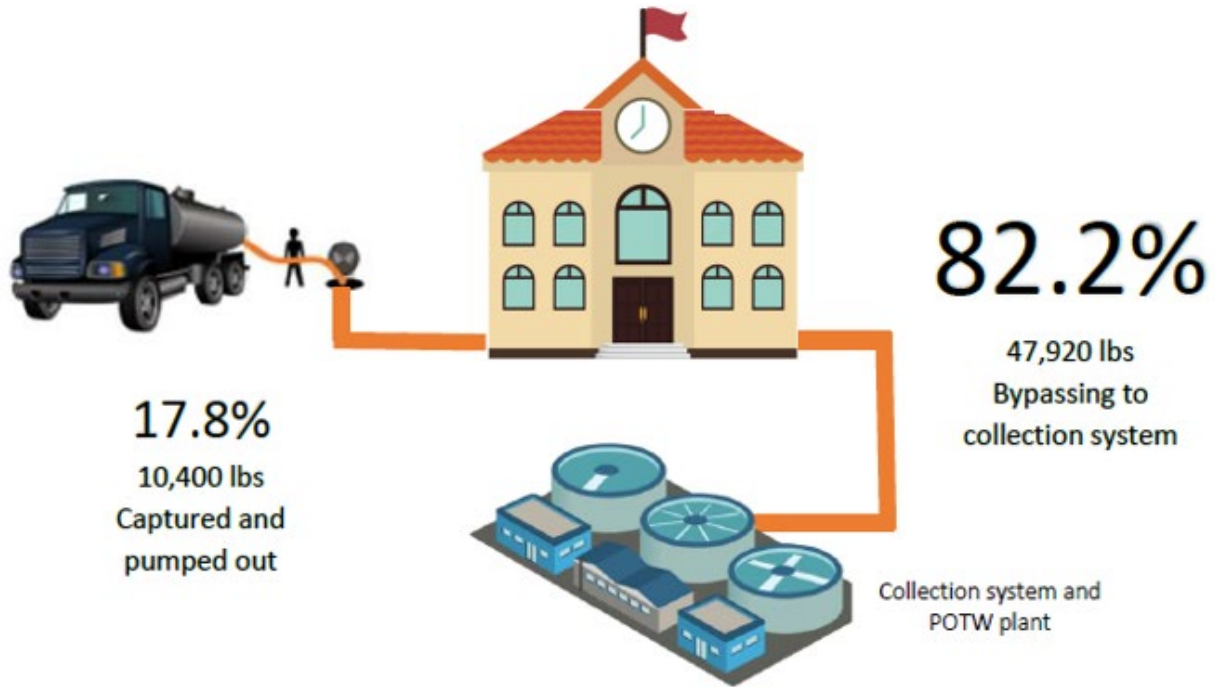 17.8%
10,400 lbs
Captured and
pumped out
82.2%
47,920 lbs
Bypassing to
collection system
Collection system and
POTW plant